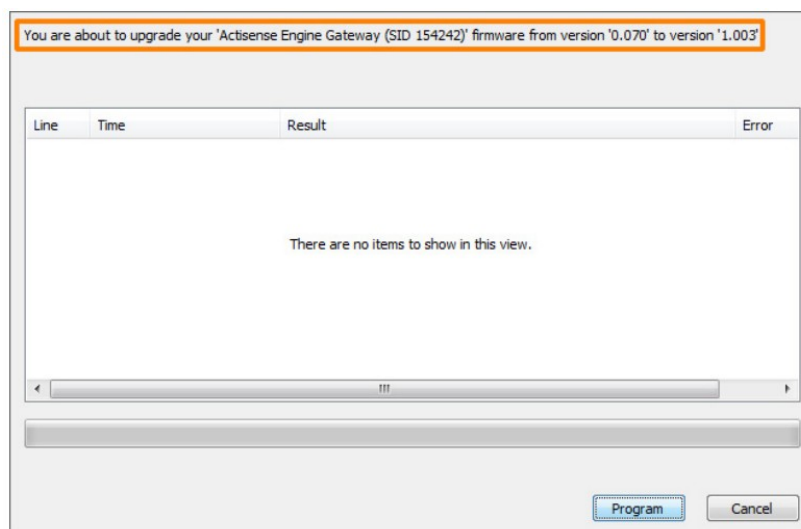 You are about to upgrade your 'Actisense Engine Gateway (SID 154242)' firmware from version '0.070' to version '1.003'
Line Time Result Error
There are no items to show in this view.
Program Cancel